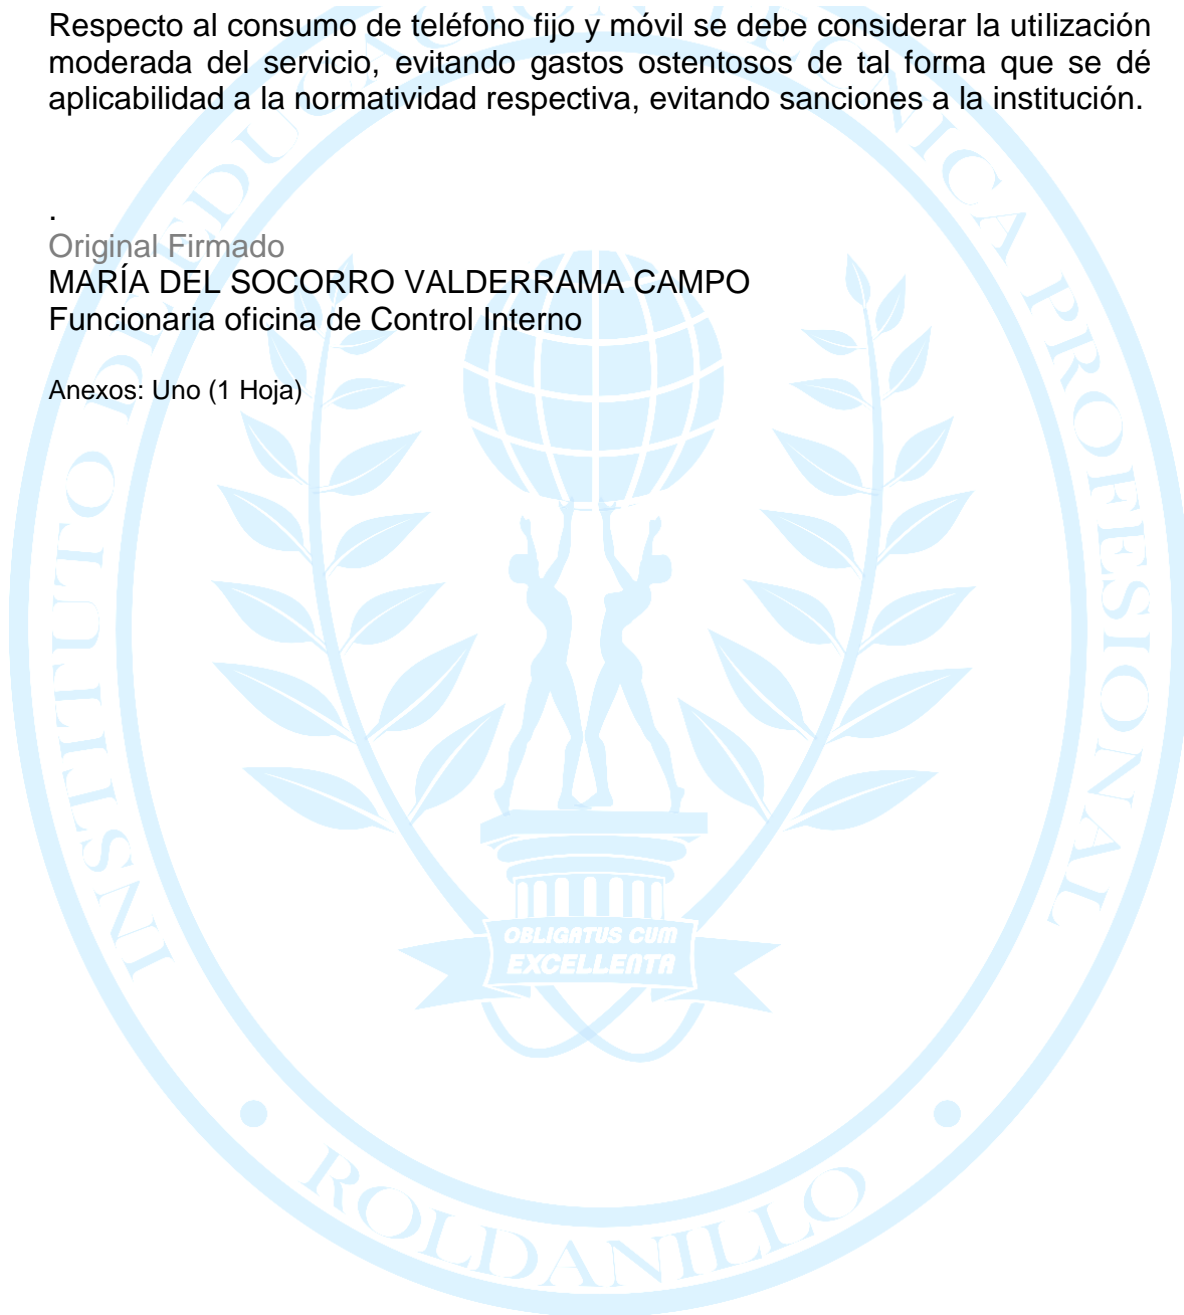 Respecto al consumo de teléfono fijo y móvil se debe considerar la utilización
moderada del servicio, evitando gastos ostentosos de tal forma que se dé
aplicabilidad a la normatividad respectiva, evitando sanciones a la institución.
.
Original Firmado
MARÍA DEL SOCORRO VALDERRAMA CAMPO
Funcionaria oficina de Control Interno
Anexos: Uno (1 Hoja)
INSTITUTO DE EDUCACIÓN TÉCNICA PROFESIONAL
OBLIGATUS CUM
EXCELLENTA
• ROLDANILLO •